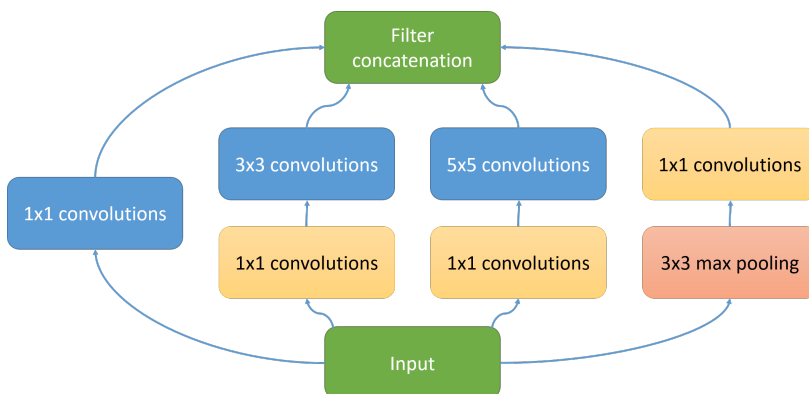 Filter
concatenation
3x3 convolutions
5x5 convolutions
1x1 convolutions
1x1 convolutions
1x1 convolutions
1x1 convolutions
3x3 max pooling
Input